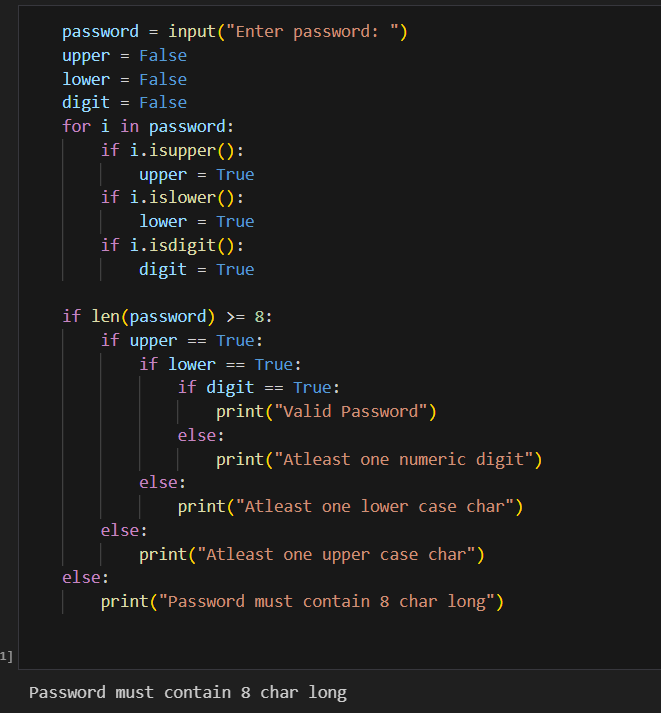 password = input("Enter password: ")
upper = False
lower = False
digit = False
for i in password:
    if i.isupper():
        upper = True
    if i.islower():
        lower = True
    if i.isdigit():
        digit = True

if len(password) >= 8:
    if upper == True:
        if lower == True:
            if digit == True:
                print("Valid Password")
            else:
                print("Atleast one numeric digit")
        else:
            print("Atleast one lower case char")
    else:
        print("Atleast one upper case char")
else:
    print("Password must contain 8 char long")
1]
Password must contain 8 char long